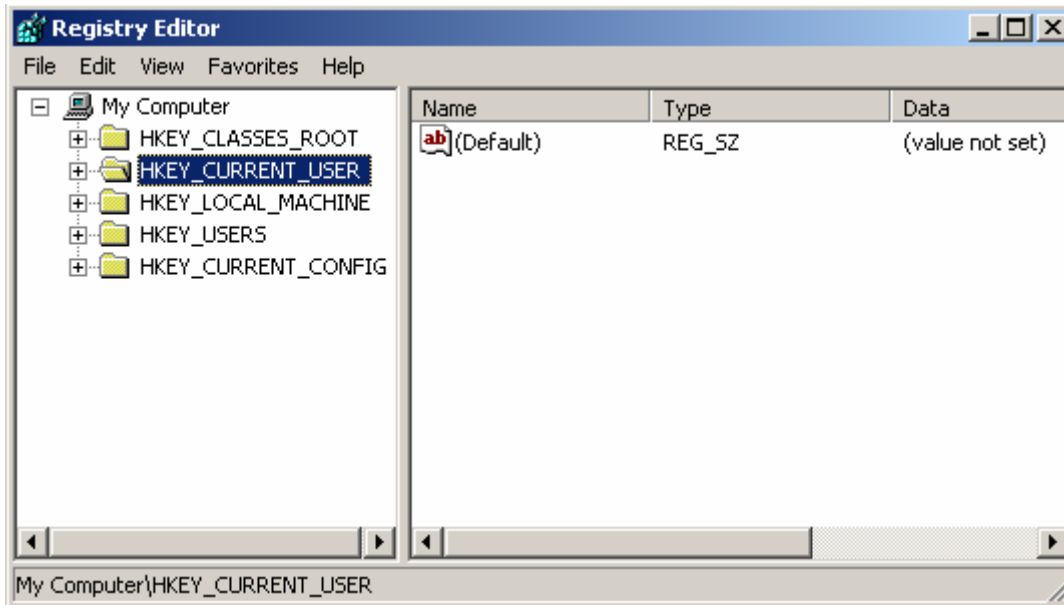 Registry Editor
File Edit View Favorites Help
My Computer
HKEY_CLASSES_ROOT
HKEY_CURRENT_USER
HKEY_LOCAL_MACHINE
HKEY_USERS
HKEY_CURRENT_CONFIG
Name Type Data
ab (Default) REG_SZ (value not set)
My Computer\HKEY_CURRENT_USER